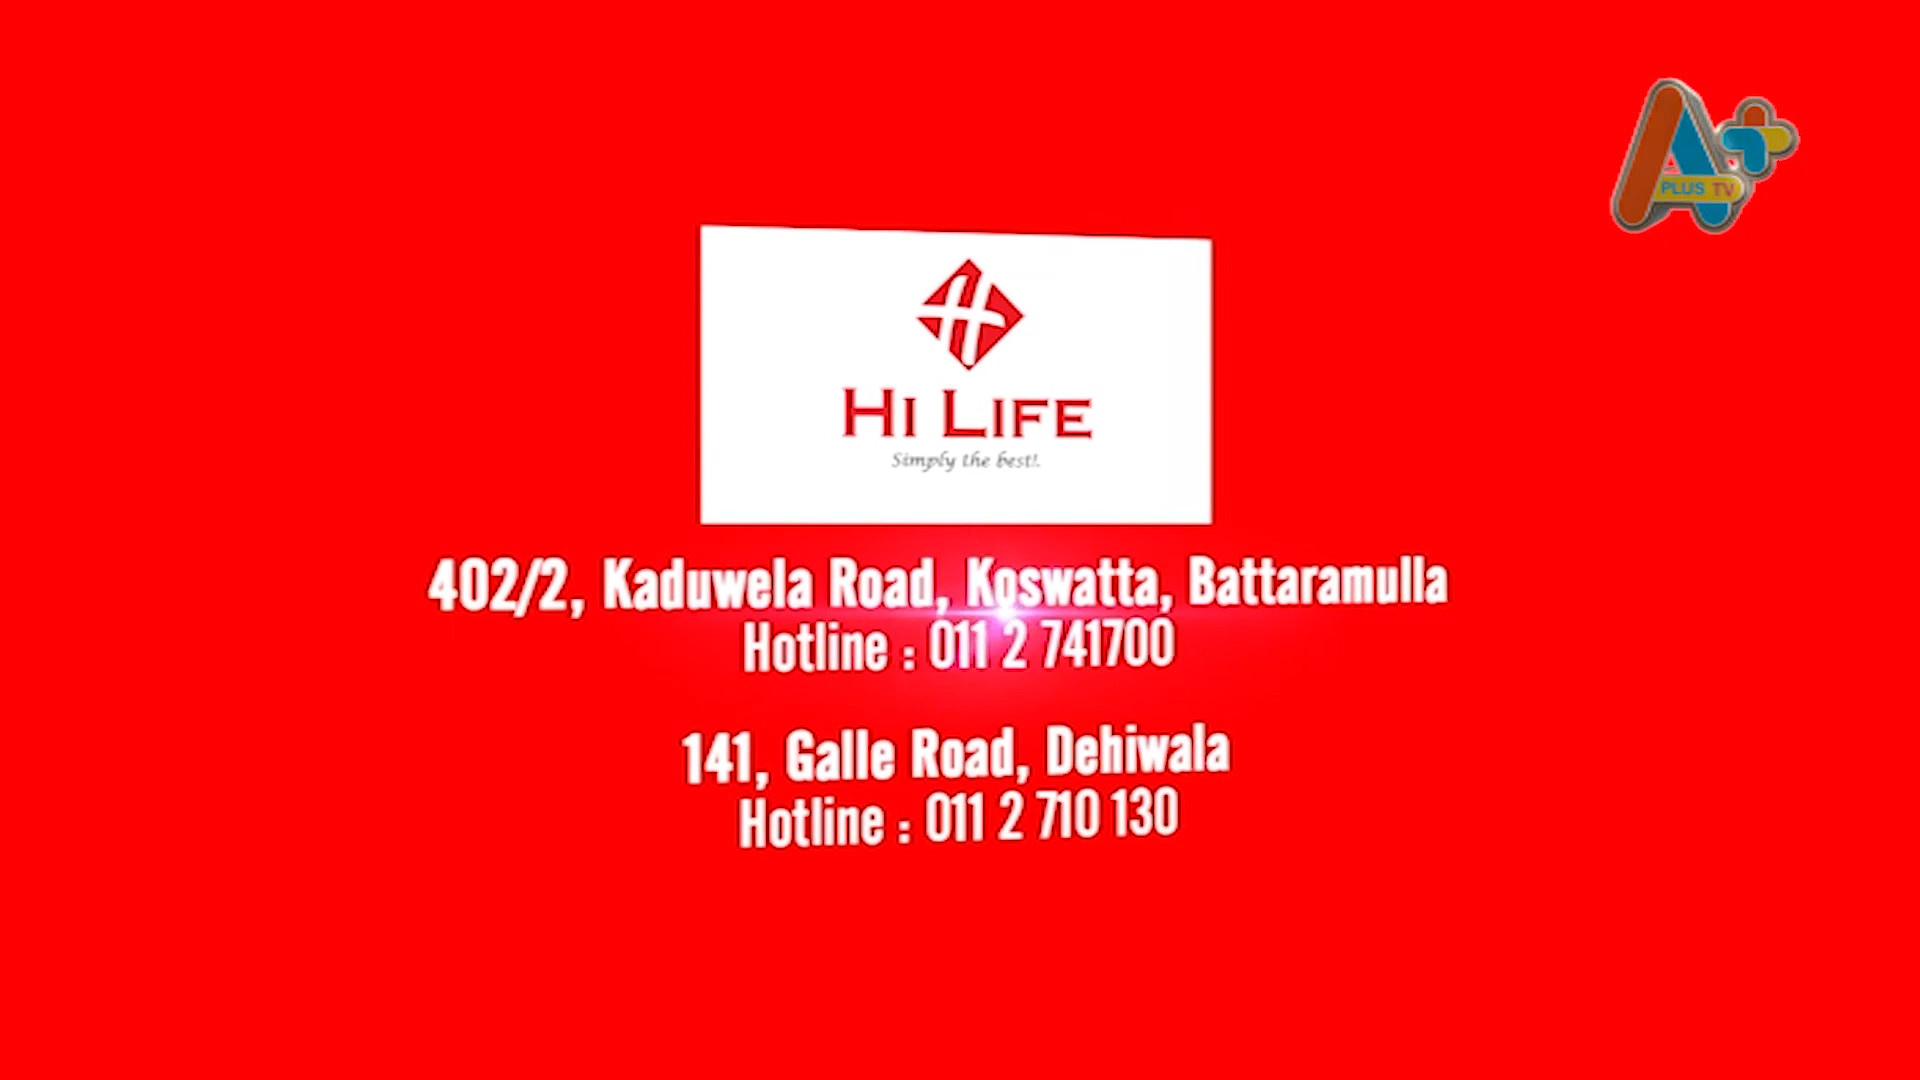 A+
PLUS TV
HI LIFE
Simply the best!.
402/2, Kaduwela Road, Koswatta, Battaramulla
Hotline : 011 2 741700
141, Galle Road, Dehiwala
Hotline : 011 2 710 130